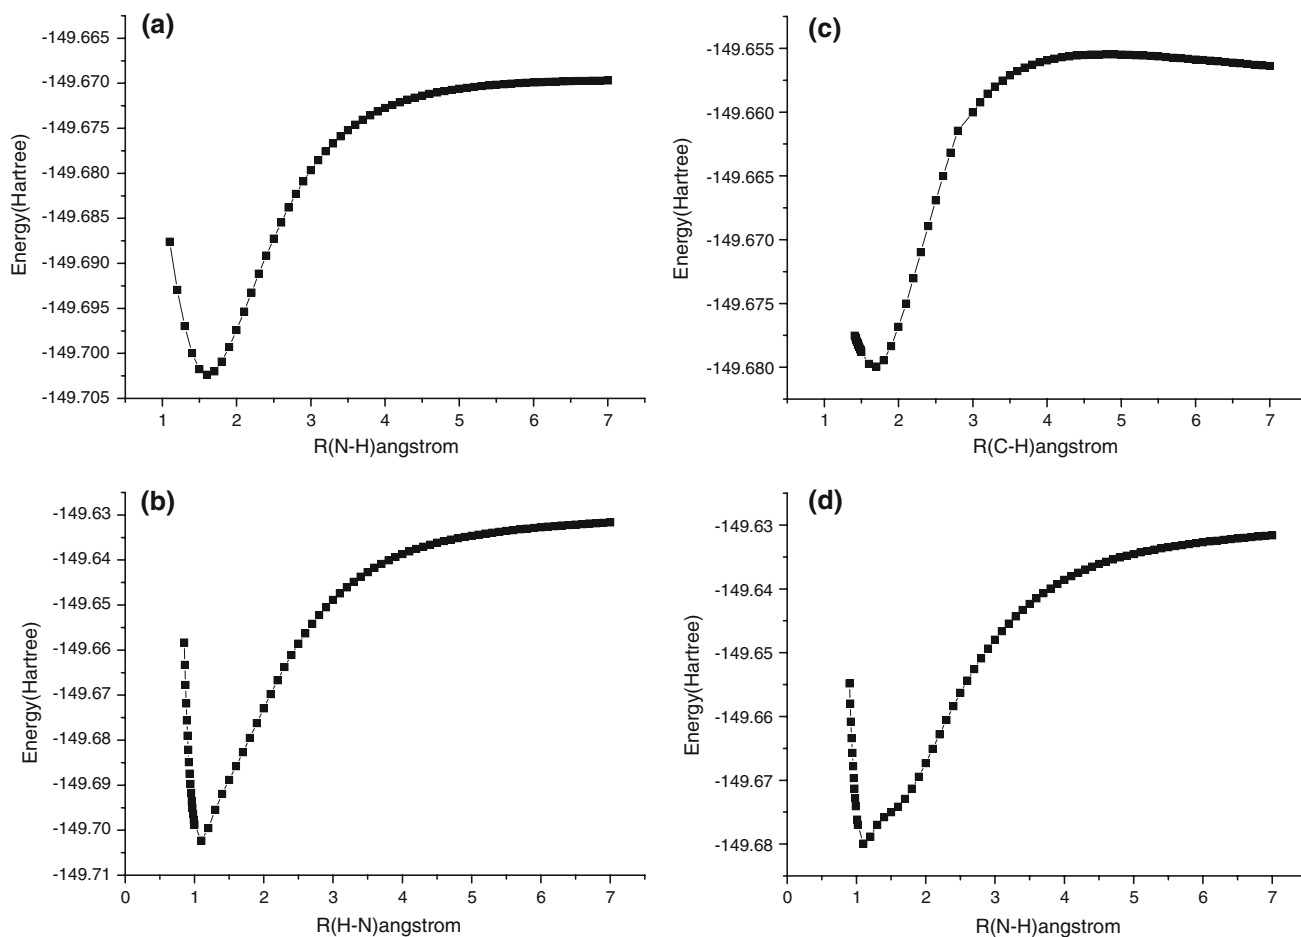 (a)
-149.665
-149.670
-149.675
-149.680
-149.685
-149.690
-149.695
-149.700
-149.705
Energy(Hartree)
1 2 3 4 5 6 7
R(N-H)angstrom
(c)
-149.655
-149.660
-149.665
-149.670
-149.675
-149.680
Energy(Hartree)
1 2 3 4 5 6 7
R(C-H)angstrom
(b)
-149.63
-149.64
-149.65
-149.66
-149.67
-149.68
-149.69
-149.70
-149.71
Energy(Hartree)
0 1 2 3 4 5 6 7
R(H-N)angstrom
(d)
-149.63
-149.64
-149.65
-149.66
-149.67
-149.68
Energy(Hartree)
0 1 2 3 4 5 6 7
R(N-H)angstrom